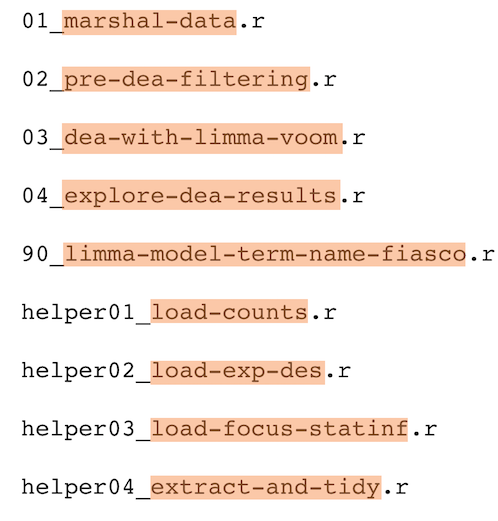 01_marshal-data.r
02_pre-dea-filtering.r
03_dea-with-limma-voom.r
04_explore-dea-results.r
90_limma-model-term-name-fiasco.r
helper01_load-counts.r
helper02_load-exp-des.r
helper03_load-focus-statinf.r
helper04_extract-and-tidy.r